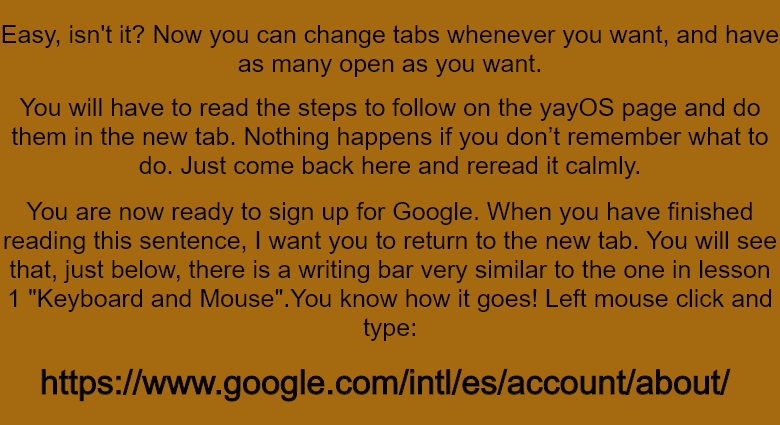 Easy, isn't it? Now you can change tabs whenever you want, and have
as many open as you want.
You will have to read the steps to follow on the yayOS page and do
them in the new tab. Nothing happens if you don’t remember what to
do. Just come back here and reread it calmly.
You are now ready to sign up for Google. When you have finished
reading this sentence, I want you to return to the new tab. You will see
that, just below, there is a writing bar very similar to the one in lesson
1 "Keyboard and Mouse".You know how it goes! Left mouse click and
type:
https://www.google.com/intl/es/account/about/